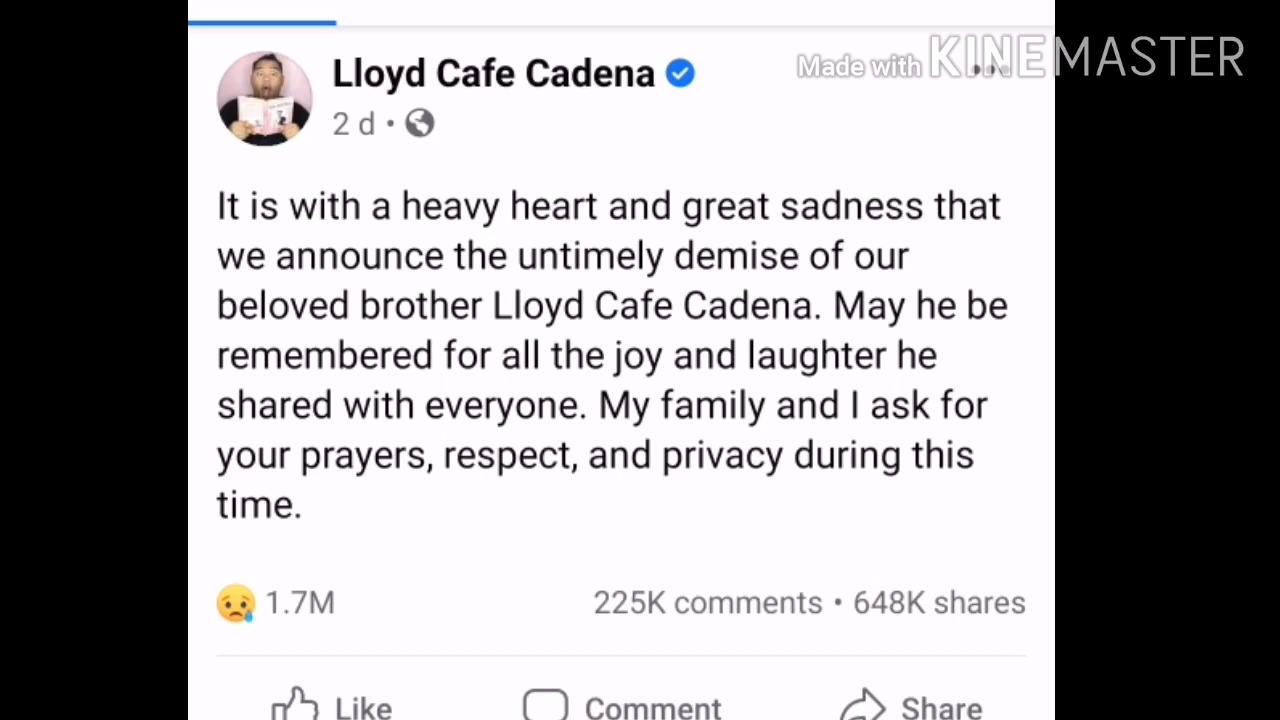 Made with KINEMASTER
Lloyd Cafe Cadena
2 d •
It is with a heavy heart and great sadness that
we announce the untimely demise of our
beloved brother Lloyd Cafe Cadena. May he be
remembered for all the joy and laughter he
shared with everyone. My family and I ask for
your prayers, respect, and privacy during this
time.
1.7M 225K comments • 648K shares
Like Comment Share